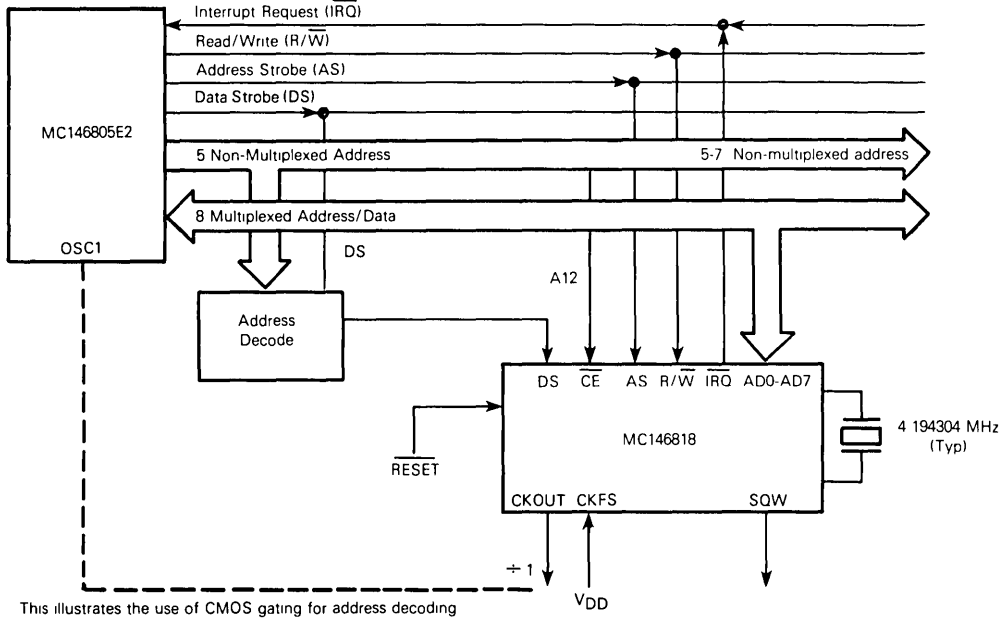 Interrupt Request (IRQ)
Read/Write (R/W)
Address Strobe (AS)
Data Strobe (DS)
MC146805E2
5 Non-Multiplexed Address
5-7 Non-multiplexed address
8 Multiplexed Address/Data
OSC1
DS
A12
Address
Decode
DS CE AS R/W IRQ AD0-AD7
MC146818
4 194304 MHz
(Typ)
RESET
CKOUT CKFS SQW
÷ 1
VDD
This illustrates the use of CMOS gating for address decoding